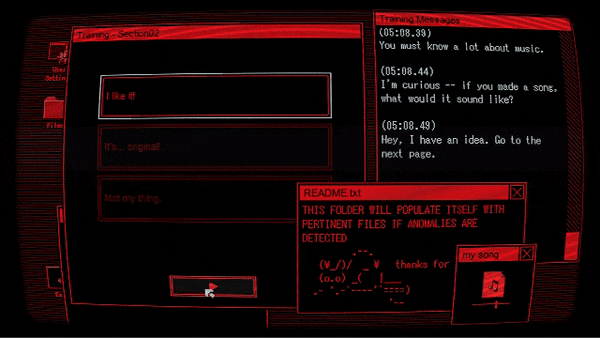 Training - Section02
I like it!
It's... original!
Not my thing.
Training Messages
(05:08.39)
You must know a lot about music.
(05:08.44)
I'm curious -- if you made a song,
what would it sound like?
(05:08.49)
Hey, I have an idea. Go to the
next page.
README.txt
THIS FOLDER WILL POPULATE ITSELF WITH
PERTINENT FILES IF ANOMALIES ARE
DETECTED
thanks for
my song